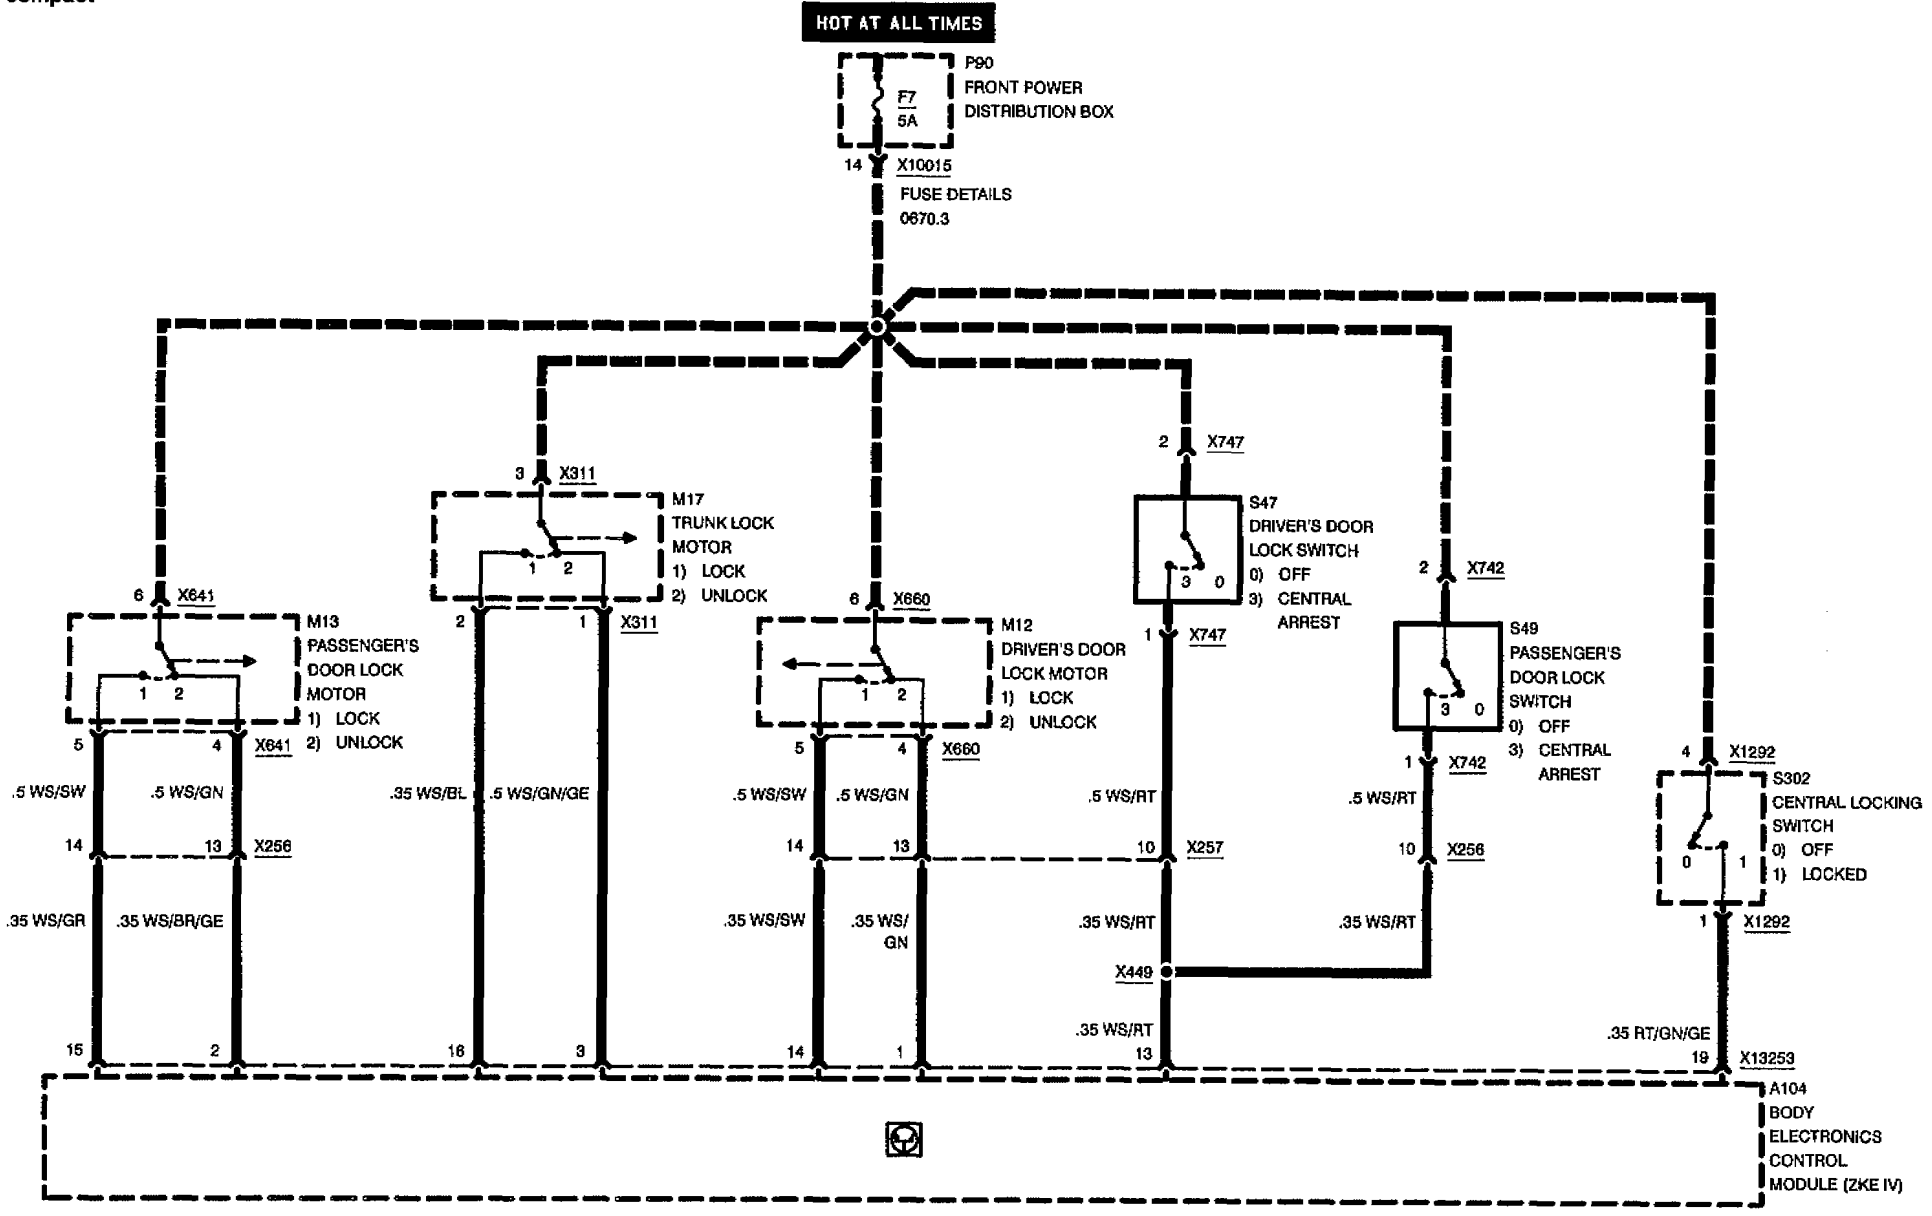 HOT AT ALL TIMES
P90
FRONT POWER
DISTRIBUTION BOX
F7
5A
14
X10015
FUSE DETAILS
0670.3
2
X747
3
X311
M17
TRUNK LOCK
MOTOR
1) LOCK
2) UNLOCK
1
2
2
1
X311
S47
DRIVER'S DOOR
LOCK SWITCH
0) OFF
3) CENTRAL
ARREST
3
0
1
X747
2
X742
S49
PASSENGER'S
DOOR LOCK
SWITCH
0) OFF
3) CENTRAL
ARREST
3
0
1
X742
6
X641
M13
PASSENGER'S
DOOR LOCK
MOTOR
1) LOCK
2) UNLOCK
1
2
5
4
X641
6
X660
M12
DRIVER'S DOOR
LOCK MOTOR
1) LOCK
2) UNLOCK
1
2
5
4
X660
4
X1292
S302
CENTRAL LOCKING
SWITCH
0) OFF
1) LOCKED
0
1
1
X1292
.5 WS/SW
.5 WS/GN
.35 WS/BL
.5 WS/GN/GE
.5 WS/SW
.5 WS/GN
.5 WS/RT
.5 WS/RT
14
13
X256
14
13
10
X257
10
X256
.35 WS/GR
.35 WS/BR/GE
.35 WS/SW
.35 WS/
GN
.35 WS/RT
.35 WS/RT
X449
.35 WS/RT
.35 RT/GN/GE
15
2
16
3
14
1
13
19
X13253
A104
BODY
ELECTRONICS
CONTROL
MODULE (ZKE IV)